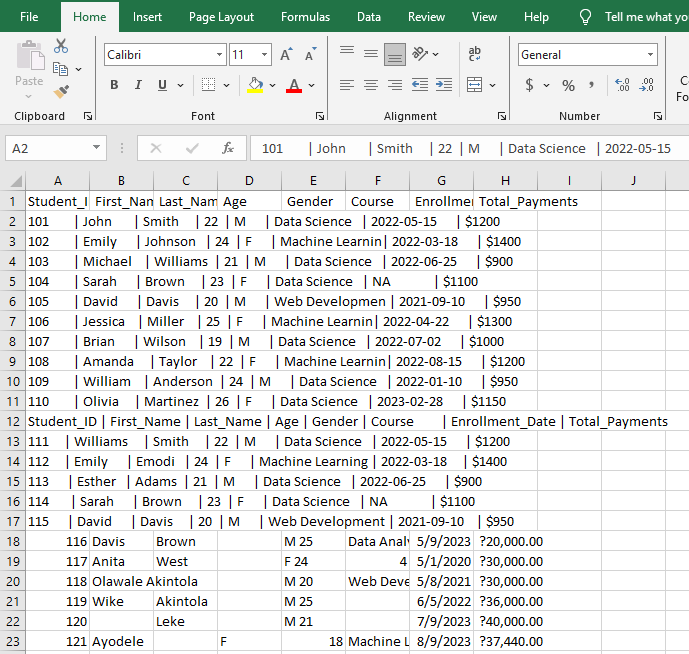 File Home Insert Page Layout Formulas Data Review View Help Tell me what yo
Paste Calibri 11 A A General
B I U A ab c $ % , .00 .0
Clipboard Font Alignment Number Fo
A2 fx 101 | John | Smith | 22 | M | Data Science | 2022-05-15
A B C D E F G H I J
1 Student_I First_Nam Last_Nam Age Gender Course Enrollmen Total_Payments
2 101 | John | Smith | 22 | M | Data Science | 2022-05-15 | $1200
3 102 | Emily | Johnson | 24 | F | Machine Learnin | 2022-03-18 | $1400
4 103 | Michael | Williams | 21 | M | Data Science | 2022-06-25 | $900
5 104 | Sarah | Brown | 23 | F | Data Science | NA | $1100
6 105 | David | Davis | 20 | M | Web Developmen | 2021-09-10 | $950
7 106 | Jessica | Miller | 25 | F | Machine Learnin | 2022-04-22 | $1300
8 107 | Brian | Wilson | 19 | M | Data Science | 2022-07-02 | $1000
9 108 | Amanda | Taylor | 22 | F | Machine Learnin | 2022-08-15 | $1200
10 109 | William | Anderson | 24 | M | Data Science | 2022-01-10 | $950
11 110 | Olivia | Martinez | 26 | F | Data Science | 2023-02-28 | $1150
12 Student_ID | First_Name | Last_Name | Age | Gender | Course | Enrollment_Date | Total_Payments
13 111 | Williams | Smith | 22 | M | Data Science | 2022-05-15 | $1200
14 112 | Emily | Emodi | 24 | F | Machine Learning | 2022-03-18 | $1400
15 113 | Esther | Adams | 21 | M | Data Science | 2022-06-25 | $900
16 114 | Sarah | Brown | 23 | F | Data Science | NA | $1100
17 115 | David | Davis | 20 | M | Web Development | 2021-09-10 | $950
18 116 Davis Brown M 25 Data Analy 5/9/2023 ?20,000.00
19 117 Anita West F 24 4 5/1/2020 ?30,000.00
20 118 Olawale Akintola M 20 Web Deve 5/8/2021 ?30,000.00
21 119 Wike Akintola M 25 6/5/2022 ?36,000.00
22 120 Leke M 21 7/9/2023 ?40,000.00
23 121 Ayodele F 18 Machine L 8/9/2023 ?37,440.00